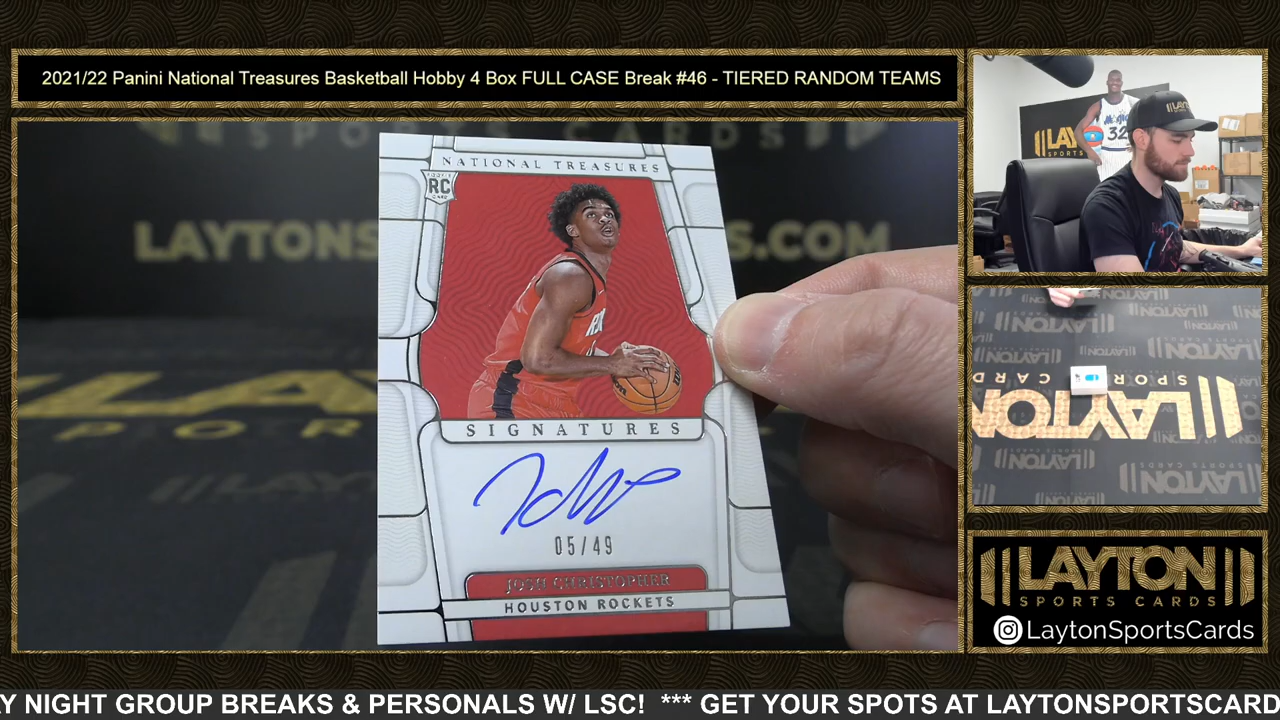 2021/22 Panini National Treasures Basketball Hobby 4 Box FULL CASE Break #46 - TIERED RANDOM TEAMS
NATIONAL TREASURES
RC
SIGNATURES
05/49
JOSH CHRISTOPHER
HOUSTON ROCKETS
LAYTON
SPORTS CARDS
LaytonSportsCards
Y NIGHT GROUP BREAKS & PERSONALS W/ LSC! *** GET YOUR SPOTS AT LAYTONSPORTSCARD